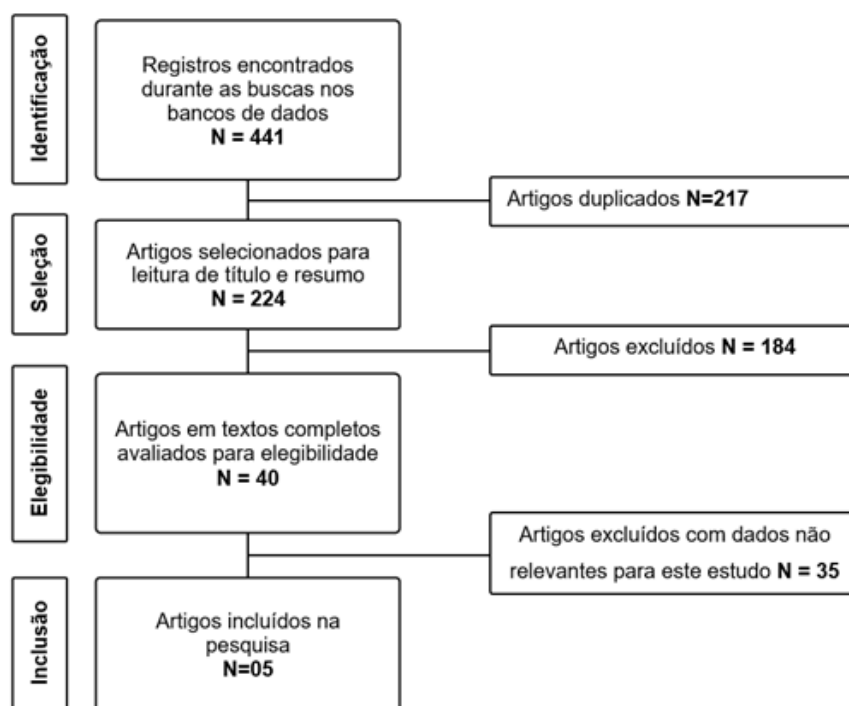 Identificação
Registros encontrados
durante as buscas nos
bancos de dados
N = 441
Artigos duplicados N=217
Seleção
Artigos selecionados para
leitura de título e resumo
N = 224
Artigos excluídos N = 184
Elegibilidade
Artigos em textos completos
avaliados para elegibilidade
N = 40
Artigos excluídos com dados não
relevantes para este estudo N = 35
Inclusão
Artigos incluídos na
pesquisa
N=05